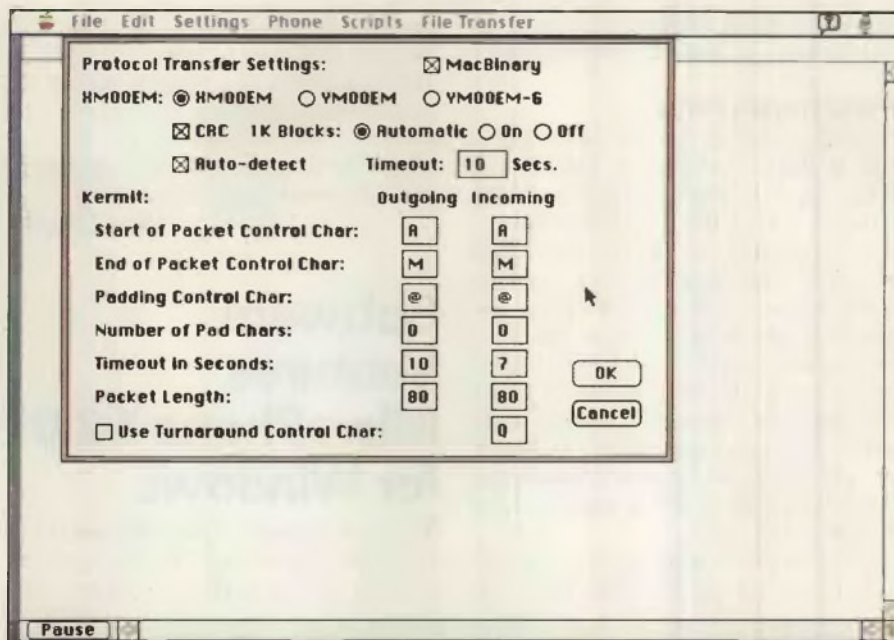 File Edit Settings Phone Scripts File Transfer
Protocol Transfer Settings: MacBinary
XMODEM: XMODEM YMODEM YMODEM-G
CRC 1K Blocks: Automatic On Off
Auto-detect Timeout: 10 Secs.
Kermit: Outgoing Incoming
Start of Packet Control Char: A A
End of Packet Control Char: M M
Padding Control Char: @ @
Number of Pad Chars: 0 0
Timeout in Seconds: 10 7
Packet Length: 80 80
Use Turnaround Control Char: Q
OK
Cancel
Pause